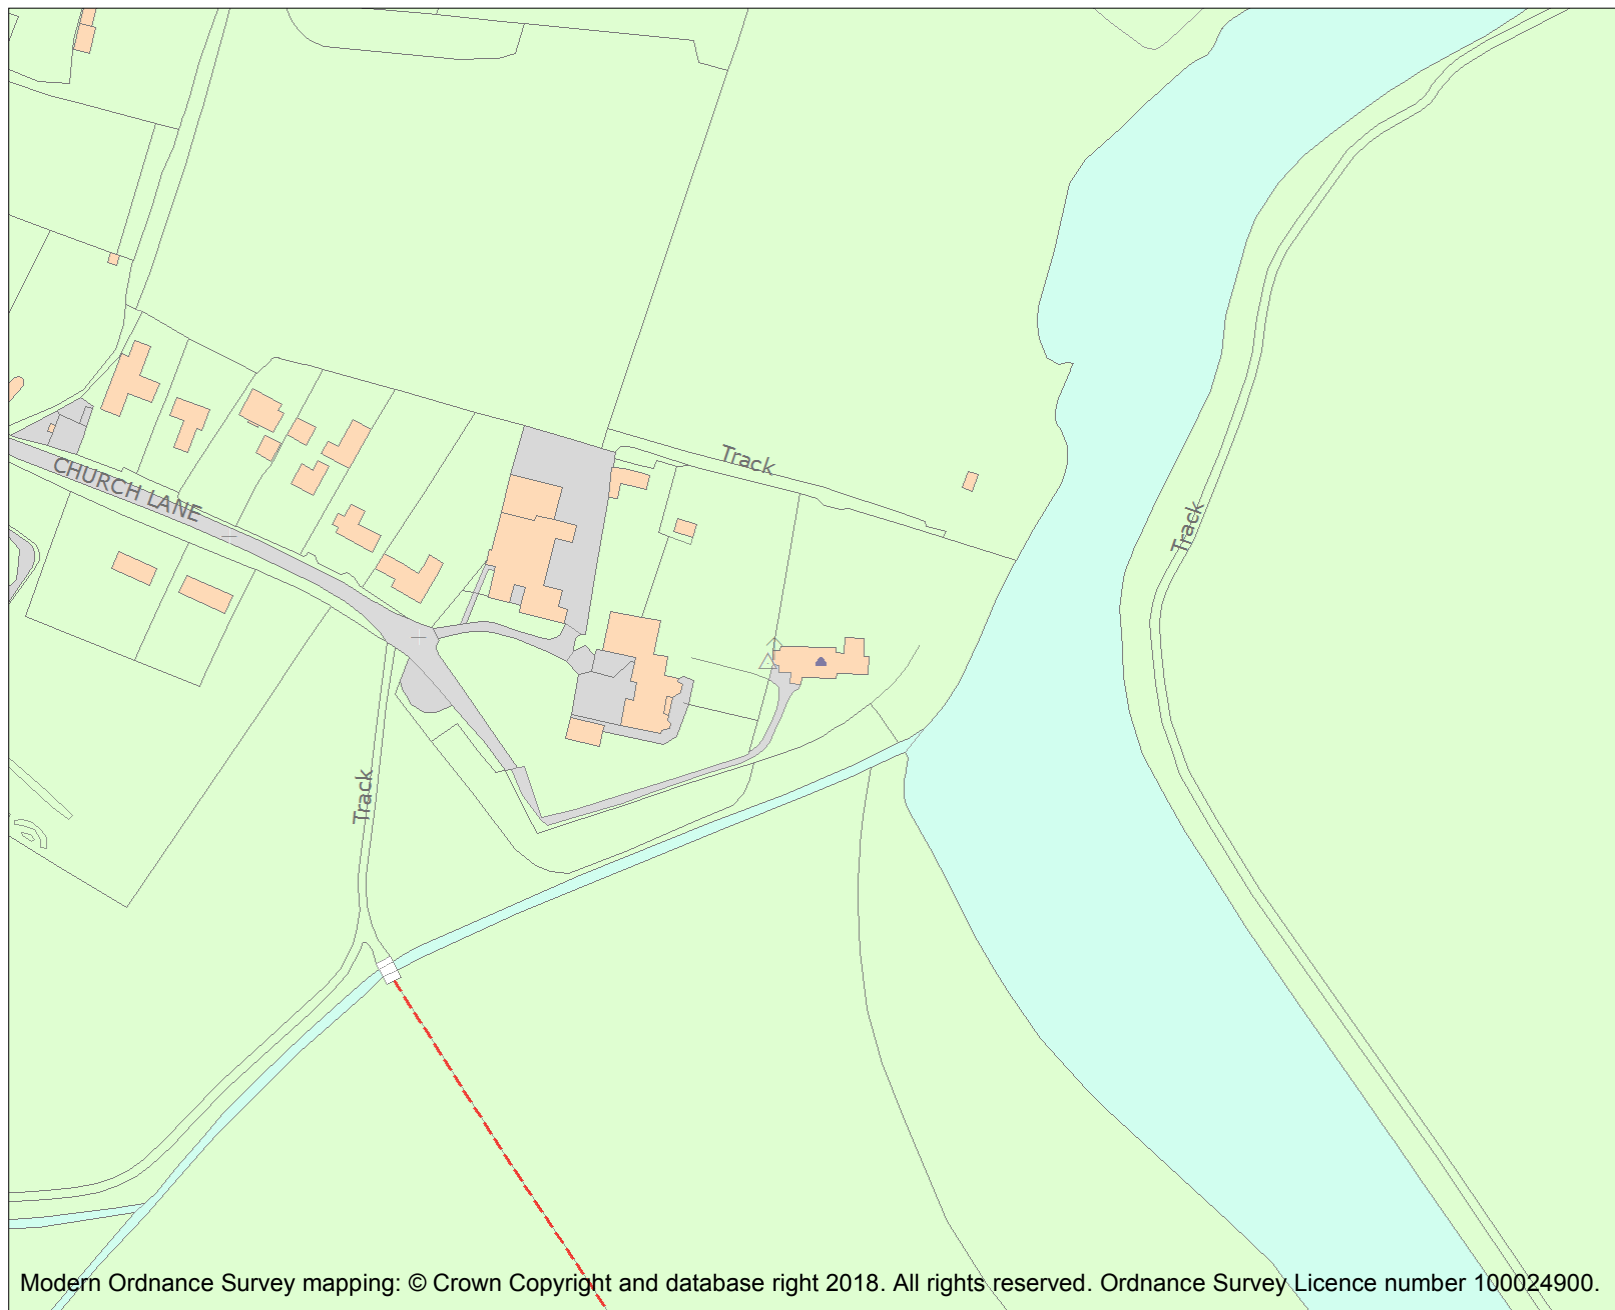 Track
CHURCH LANE
Track
Track
Modern Ordnance Survey mapping: © Crown Copyright and database right 2018. All rights reserved. Ordnance Survey Licence number 100024900.